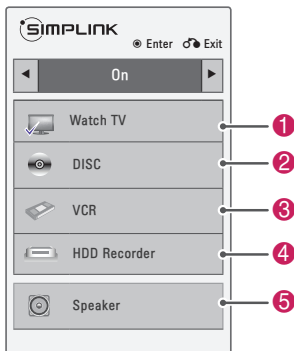 SIMPLINK
Enter Exit
On
Watch TV
1
DISC
2
VCR
3
HDD Recorder
4
Speaker
5